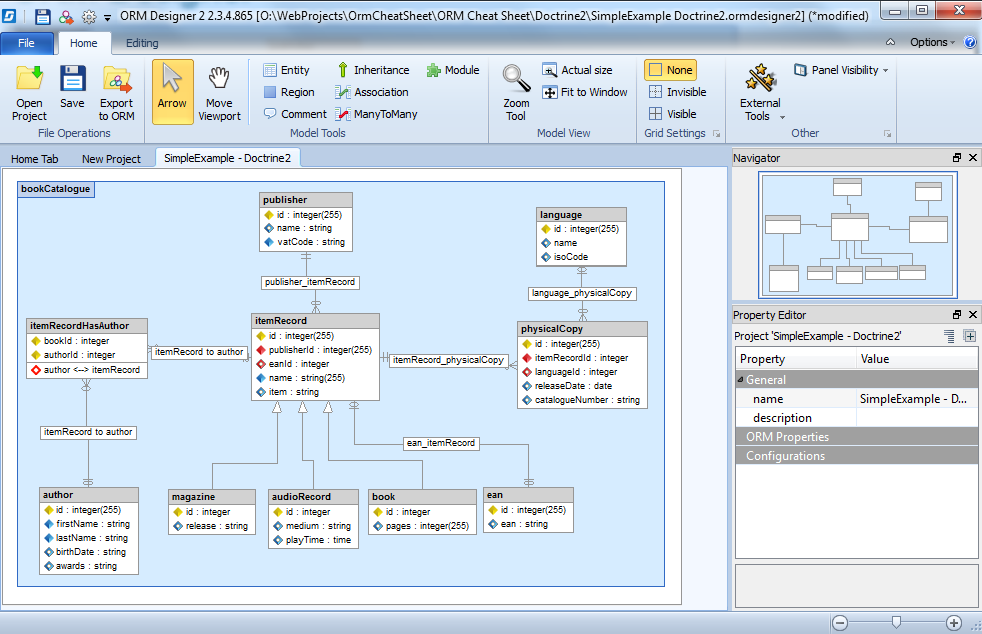 ORM Designer 2 2.3.4.865 [O:\WebProjects\OrmCheatSheet\ORM Cheat Sheet\Doctrine2\SimpleExample Doctrine2.ormdesigner2] (*modified)
File Home Editing Options
Open Project
Save
Export to ORM
File Operations
Arrow
Move Viewport
Entity
Region
Comment
Inheritance
Association
ManyToMany
Module
Model Tools
Zoom Tool
Actual size
Fit to Window
Model View
None
Invisible
Visible
Grid Settings
External Tools
Panel Visibility
Other
Home Tab New Project SimpleExample - Doctrine2
bookCatalogue
publisher
id : integer(255)
name : string
vatCode : string
publisher_itemRecord
language
id : integer(255)
name
isoCode
language_physicalCopy
itemRecordHasAuthor
bookId : integer
authorId : integer
author <--> itemRecord
itemRecord to author
itemRecord
id : integer(255)
publisherId : integer(255)
eanId : integer
name : string(255)
item : string
itemRecord_physicalCopy
physicalCopy
id : integer(255)
itemRecordId : integer
languageId : integer
releaseDate : date
catalogueNumber : string
itemRecord to author
ean_itemRecord
author
id : integer(255)
firstName : string
lastName : string
birthDate : string
awards : string
magazine
id : integer
release : string
audioRecord
id : integer
medium : string
playTime : time
book
id : integer
pages : integer(255)
ean
id : integer(255)
ean : string
Navigator
Property Editor
Project 'SimpleExample - Doctrine2'
Property Value
General
name SimpleExample - D...
description
ORM Properties
Configurations